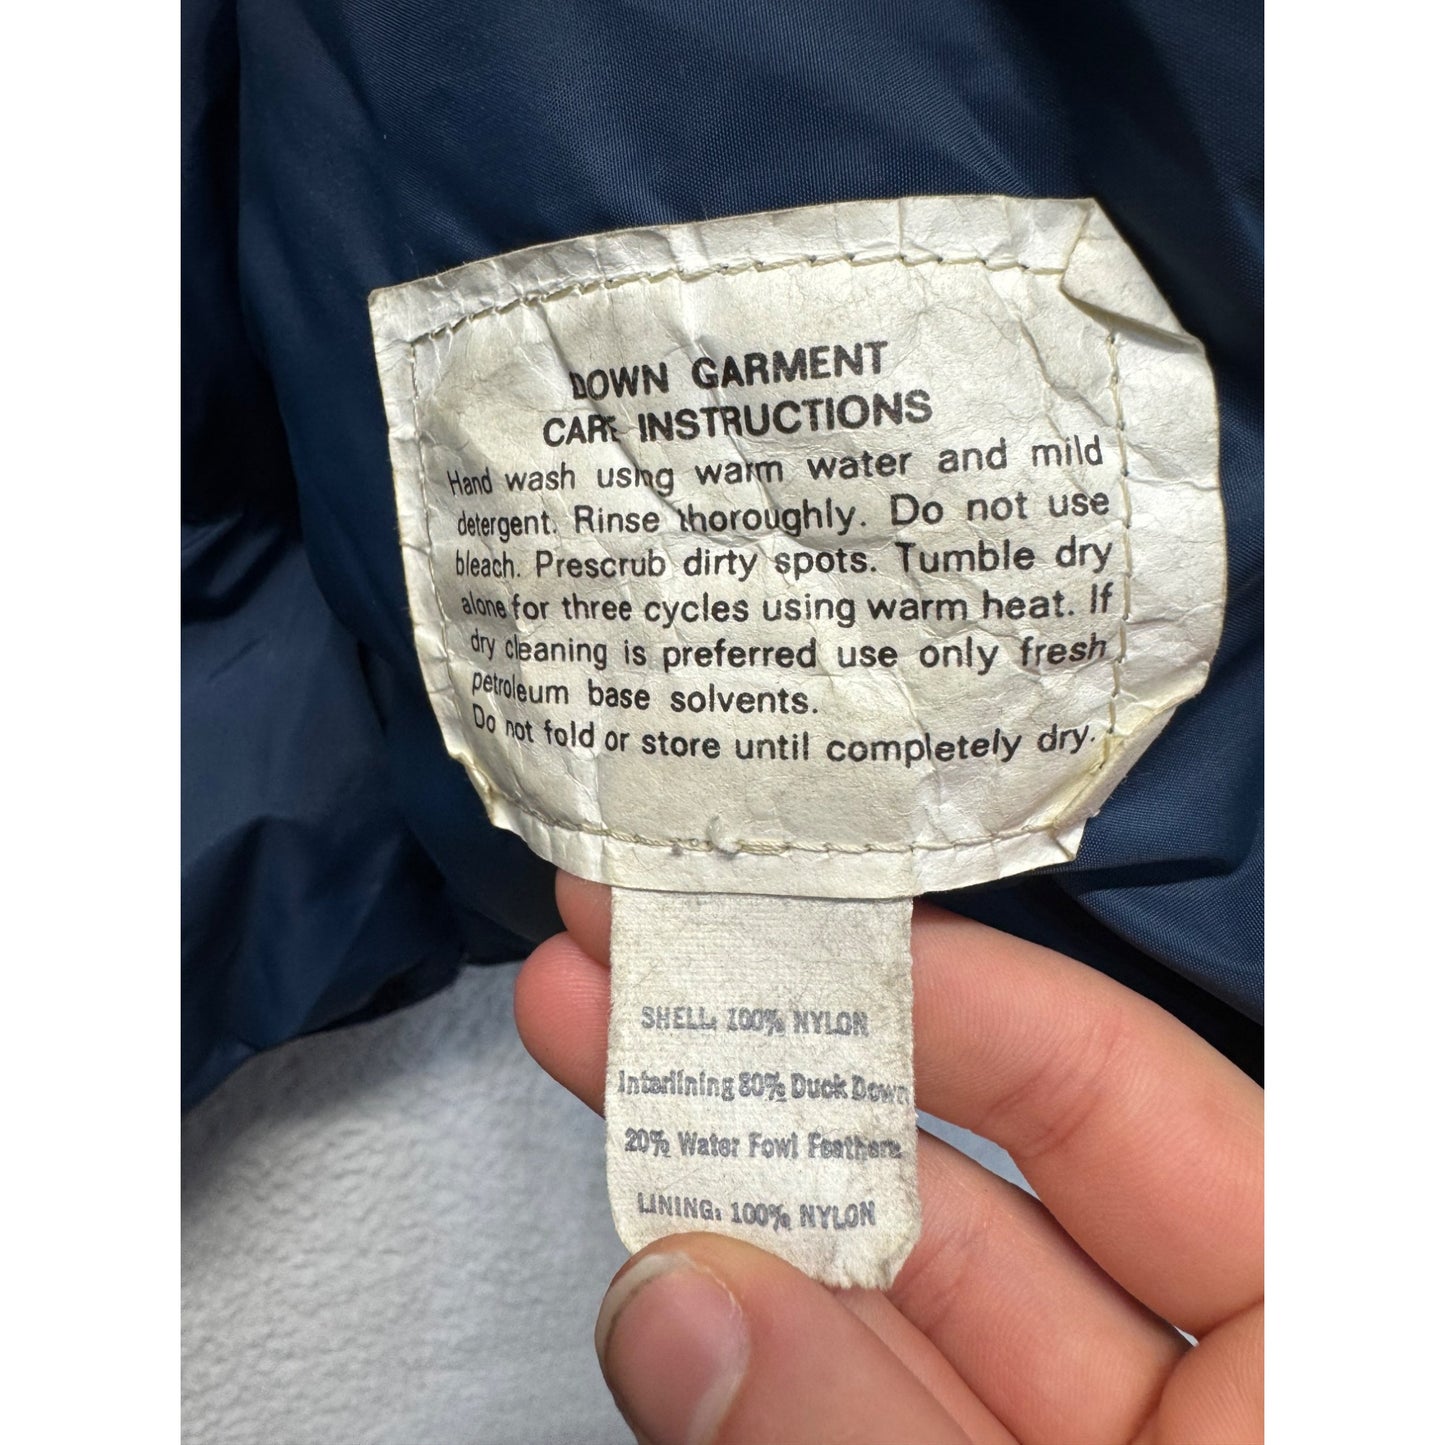 DOWN GARMENT
CARE INSTRUCTIONS
Hand wash using warm water and mild
detergent. Rinse thoroughly. Do not use
bleach. Prescrub dirty spots. Tumble dry
alone for three cycles using warm heat. If
dry cleaning is preferred use only fresh
petroleum base solvents.
Do not fold or store until completely dry.
SHELL: 100% NYLON
Interlining 80% Duck Down
20% Water Fowl Feathers
LINING: 100% NYLON